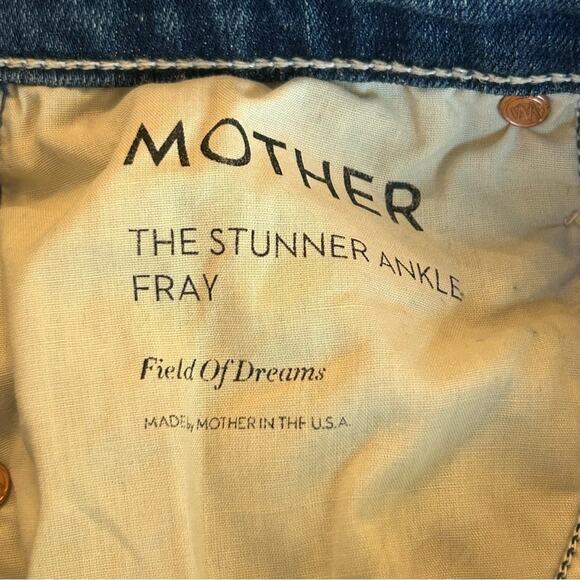 MOTHER
THE STUNNER ANKLE
FRAY
Field Of Dreams
MADE by MOTHER IN THE U.S.A.